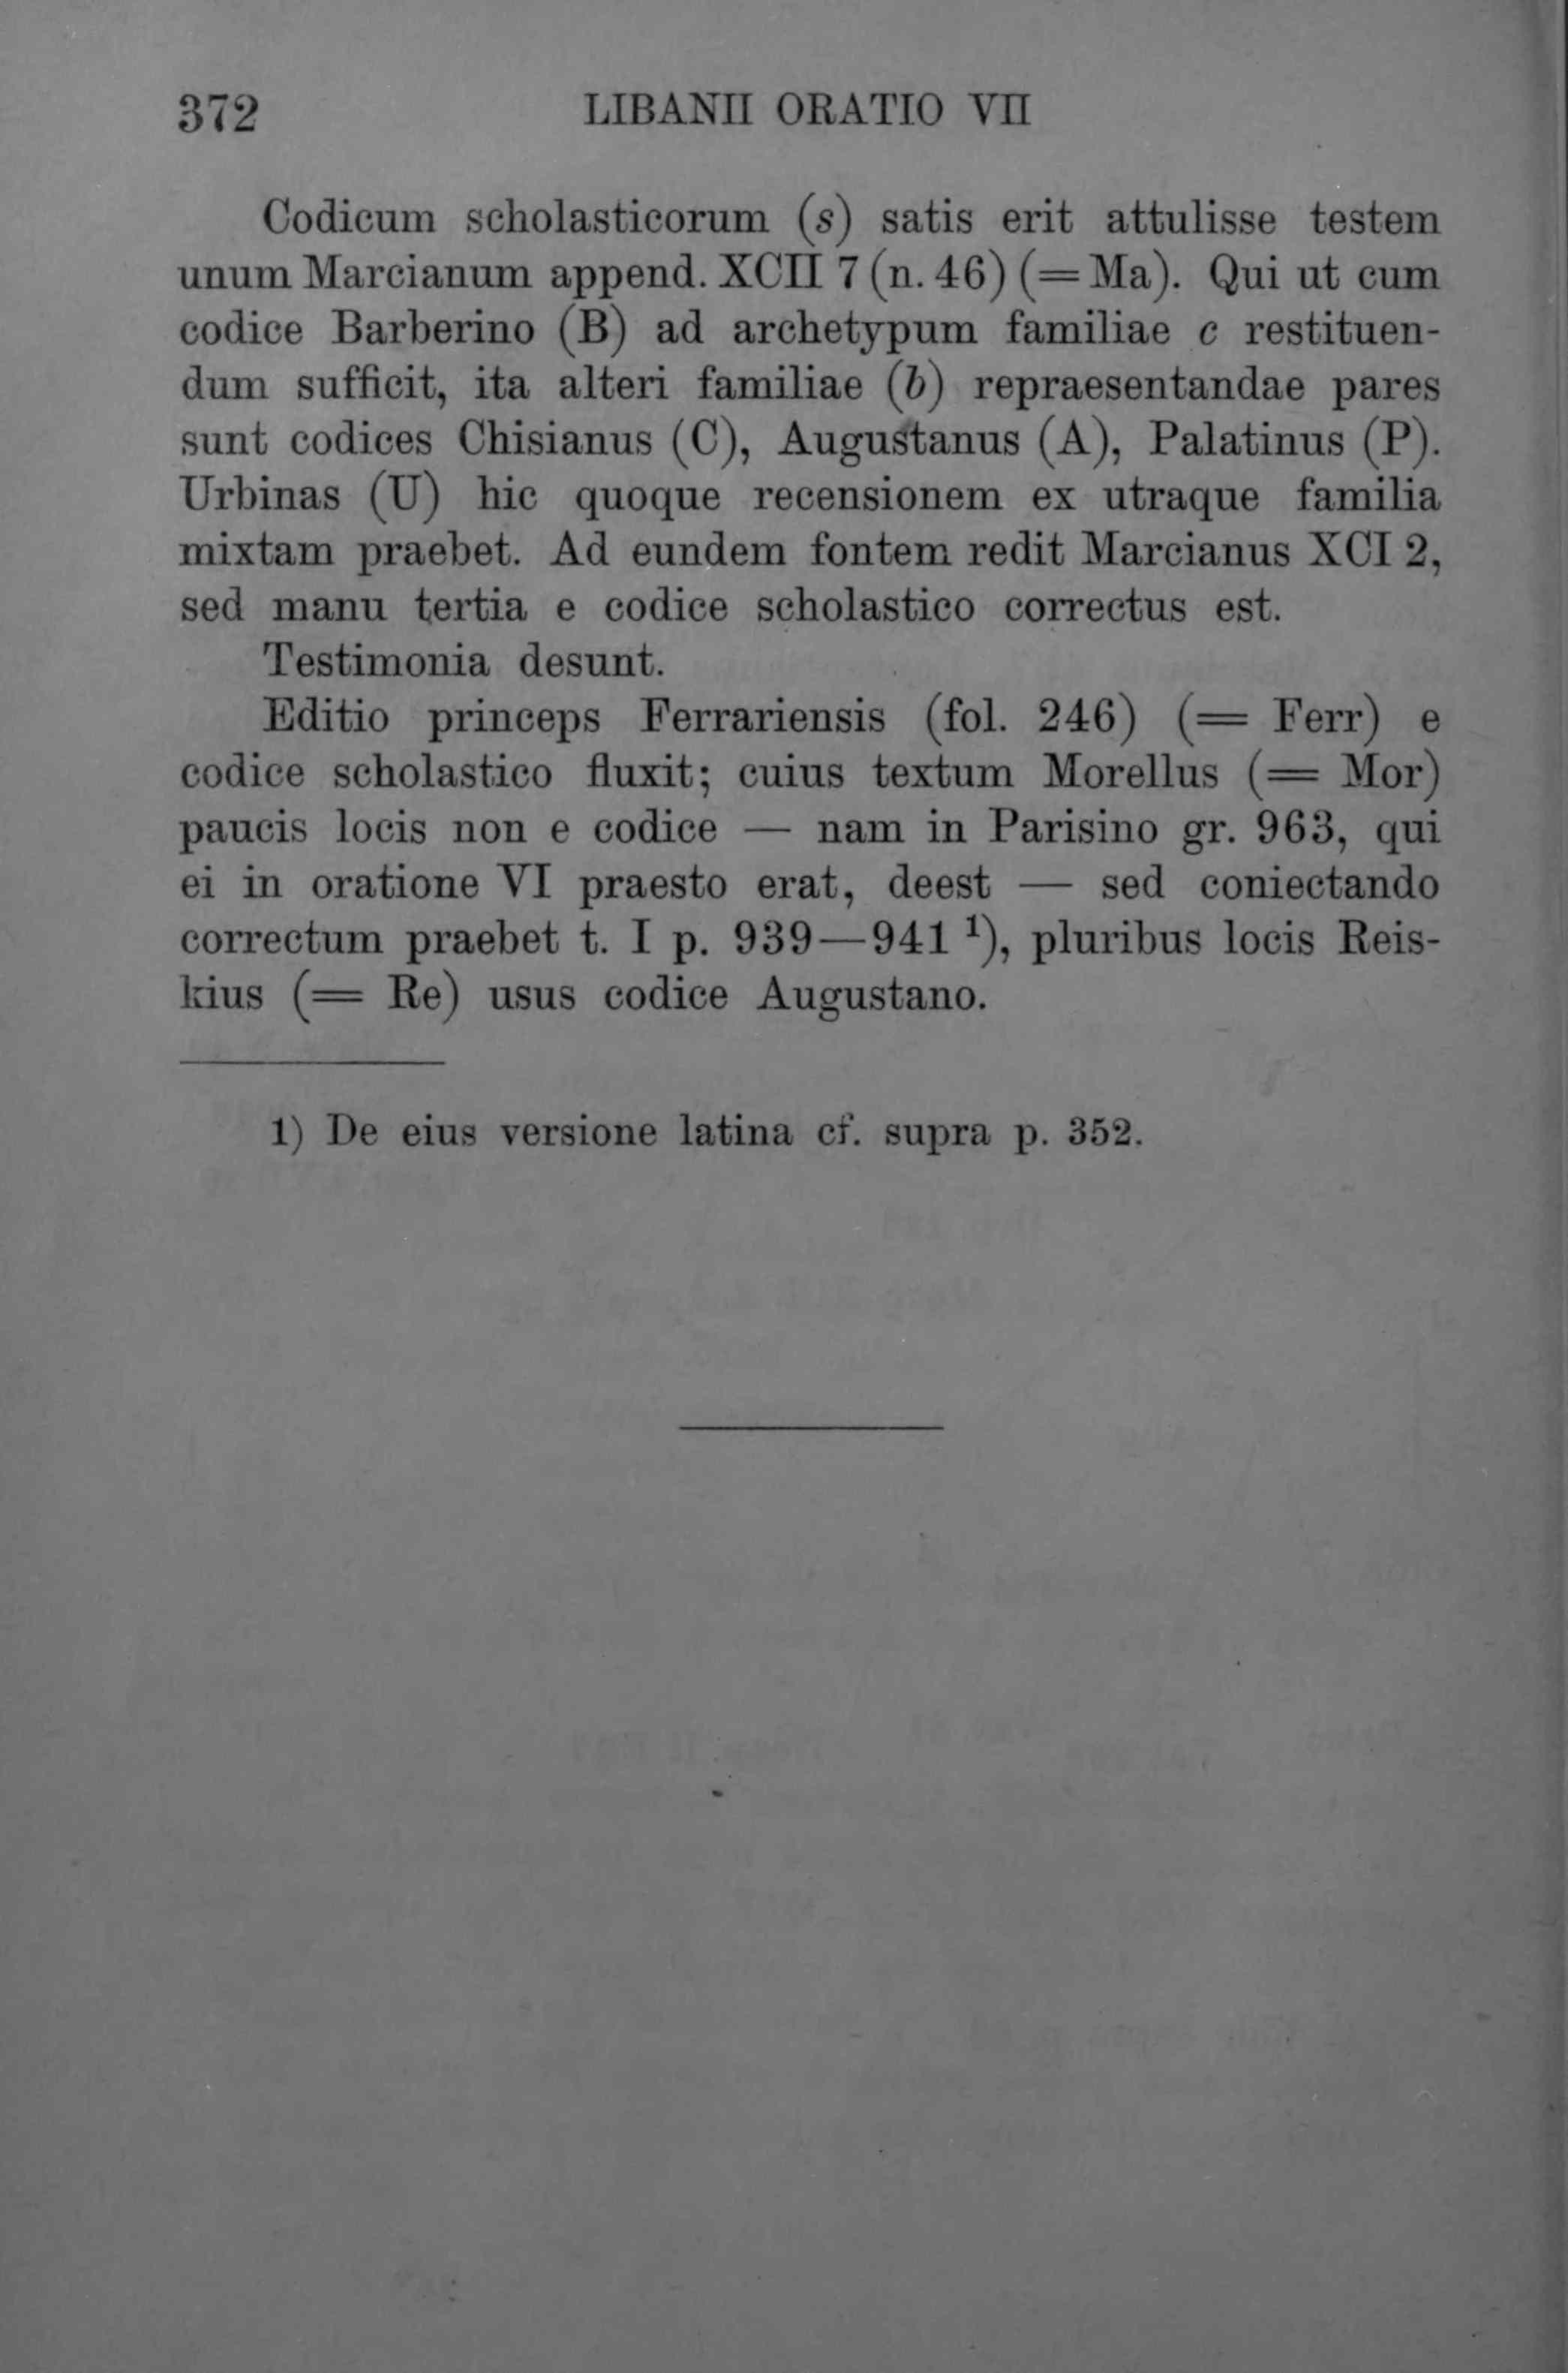 372 LIBANII ORATIO VII
Codicum scholasticorum (s) satis erit attulisse testem
unum Marcianum append. XCII 7 (n. 46) (= Ma). Qui ut cum
codice Barberino (B) ad archetypum familiae c restituen-
dum sufficit, ita alteri familiae (b) repraesentandae pares
sunt codices Chisianus (C), Augustanus (A), Palatinus (P).
Urbinas (U) hic quoque recensionem ex utraque familia
mixtam praebet. Ad eundem fontem redit Marcianus XCI 2,
sed manu tertia e codice scholastico correctus est.
Testimonia desunt.
Editio princeps Ferrariensis (fol. 246) (= Ferr) e
codice scholastico fluxit; cuius textum Morellus (= Mor)
paucis locis non e codice — nam in Parisino gr. 963, qui
ei in oratione VI praesto erat, deest — sed coniectando
correctum praebet t. I p. 939—941 ¹), pluribus locis Reis-
kius (= Re) usus codice Augustano.
1) De eius versione latina cf. supra p. 352.